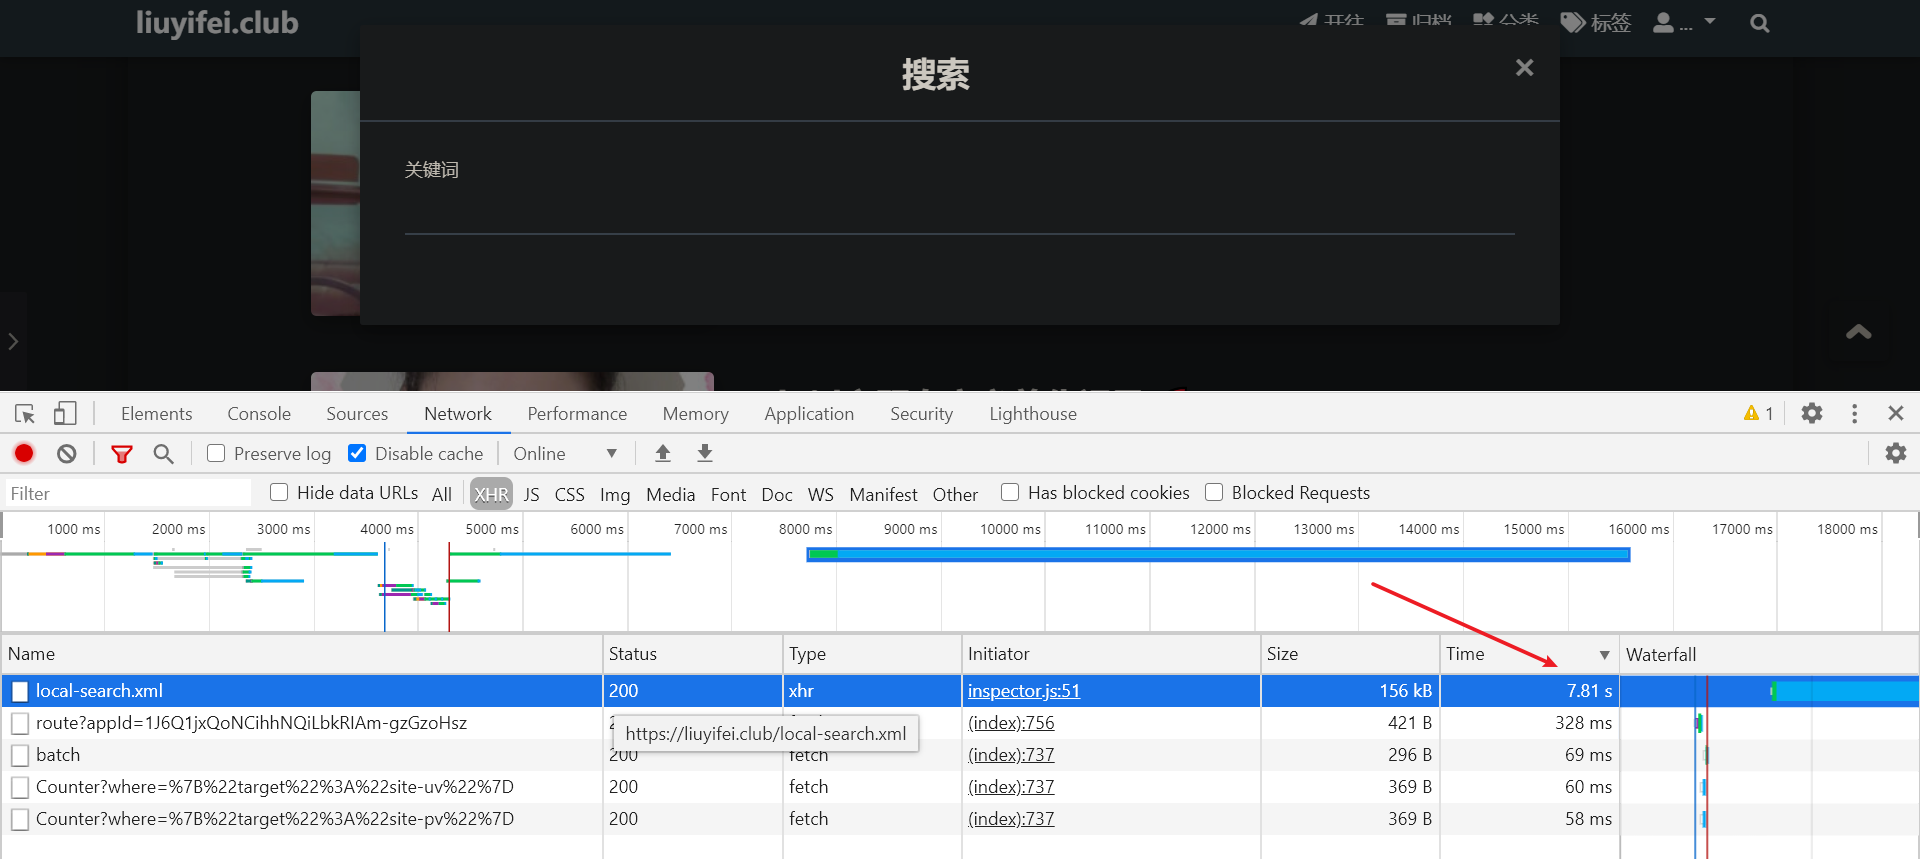 liuyifei.club
开往 归档 分类 标签 ...
搜索
×
关键词
Elements Console Sources Network Performance Memory Application Security Lighthouse 1
Preserve log Disable cache Online
Filter Hide data URLs All XHR JS CSS Img Media Font Doc WS Manifest Other Has blocked cookies Blocked Requests
1000 ms 2000 ms 3000 ms 4000 ms 5000 ms 6000 ms 7000 ms 8000 ms 9000 ms 10000 ms 11000 ms 12000 ms 13000 ms 14000 ms 15000 ms 16000 ms 17000 ms 18000 ms
Name Status Type Initiator Size Time Waterfall
local-search.xml 200 xhr inspector.js:51 156 kB 7.81 s
route?appId=1J6Q1jxQoNCihhNQiLbkRIAm-gzGzoHsz (index):756 421 B 328 ms
https://liuyifei.club/local-search.xml
batch 200 fetch (index):737 296 B 69 ms
Counter?where=%7B%22target%22%3A%22site-uv%22%7D 200 fetch (index):737 369 B 60 ms
Counter?where=%7B%22target%22%3A%22site-pv%22%7D 200 fetch (index):737 369 B 58 ms